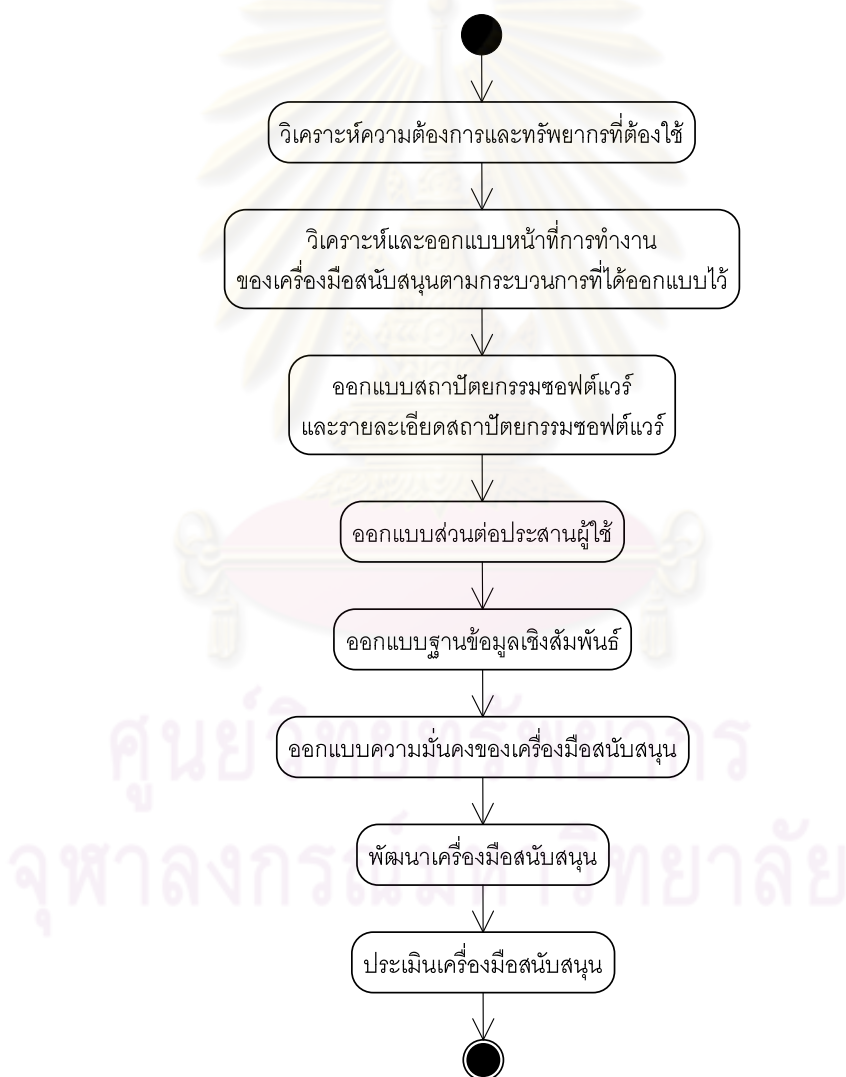 วิเคราะห์ความต้องการและทรัพยากรที่ต้องใช้
วิเคราะห์และออกแบบหน้าที่การทำงาน
ของเครื่องมือสนับสนุนตามกระบวนการที่ได้ออกแบบไว้
ออกแบบสถาปัตยกรรมซอฟต์แวร์
และรายละเอียดสถาปัตยกรรมซอฟต์แวร์
ออกแบบส่วนต่อประสานผู้ใช้
ออกแบบฐานข้อมูลเชิงสัมพันธ์
ศูนย์วิทยทรัพยากร
ออกแบบความมั่นคงของเครื่องมือสนับสนุน
พัฒนาเครื่องมือสนับสนุน
จุฬาลงกรณ์มหาวิทยาลัย
ประเมินเครื่องมือสนับสนุน